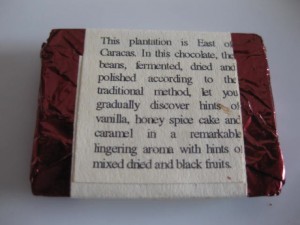 This plantation is East of
Caracas. In this chocolate, the
beans, fermented, dried and
polished according to the
traditional method, let you
gradually discover hints of
vanilla, honey spice cake and
caramel in a remarkable
lingering aroma with hints of
mixed dried and black fruits.